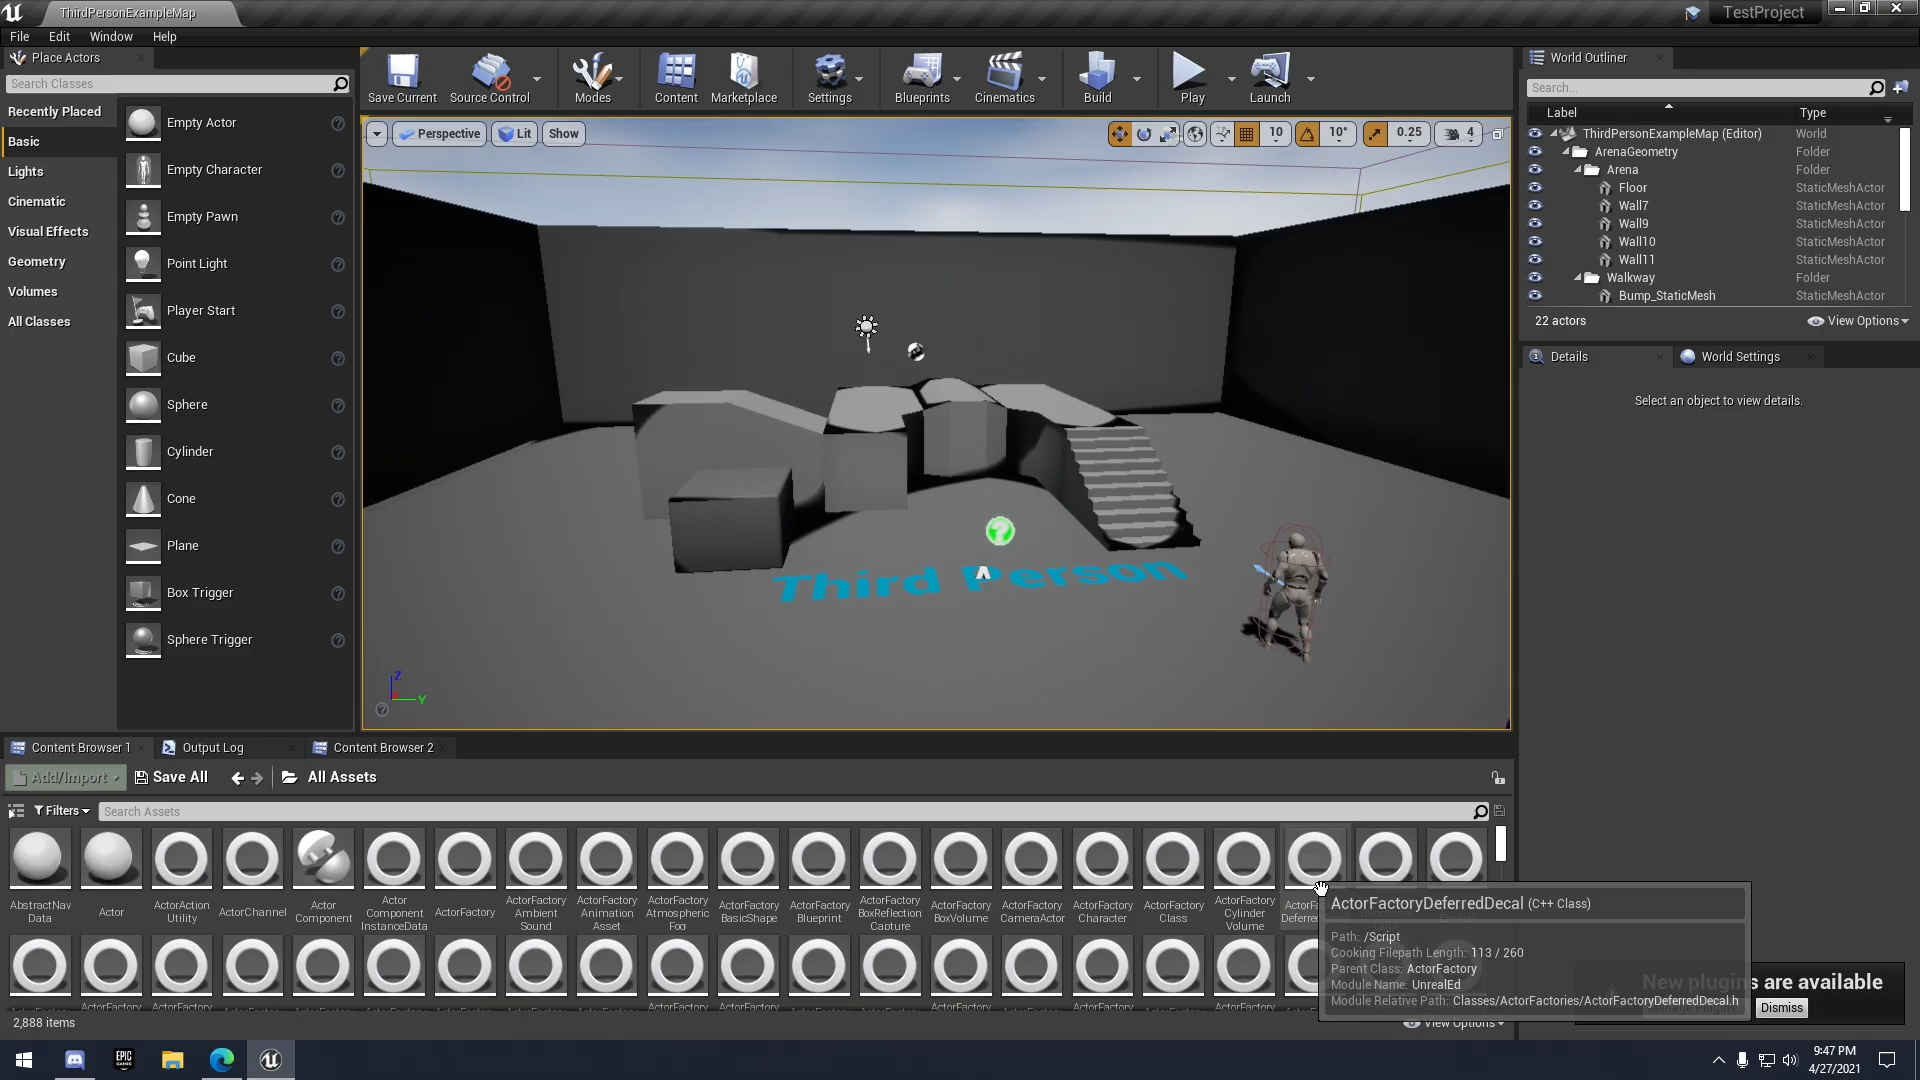 ThirdPersonExampleMap
TestProject
File Edit Window Help
Place Actors
Search Classes
Recently Placed
Basic
Lights
Cinematic
Visual Effects
Geometry
Volumes
All Classes
Empty Actor
Empty Character
Empty Pawn
Point Light
Player Start
Cube
Sphere
Cylinder
Cone
Plane
Box Trigger
Sphere Trigger
Save Current
Source Control
Modes
Content
Marketplace
Settings
Blueprints
Cinematics
Build
Play
Launch
Perspective
Lit
Show
10
10°
0.25
4
Third Person
Z
Y
World Outliner
Search...
Label Type
ThirdPersonExampleMap (Editor) World
ArenaGeometry Folder
Arena Folder
Floor StaticMeshActor
Wall7 StaticMeshActor
Wall9 StaticMeshActor
Wall10 StaticMeshActor
Wall11 StaticMeshActor
Walkway Folder
Bump_StaticMesh StaticMeshActor
22 actors
View Options
Details
World Settings
Select an object to view details.
Content Browser 1
Output Log
Content Browser 2
Add/Import
Save All
All Assets
Filters
Search Assets
AbstractNav
Data
Actor
ActorAction
Utility
ActorChannel
Actor
Component
Actor
Component
InstanceData
ActorFactory
ActorFactory
Ambient
Sound
ActorFactory
Animation
Asset
ActorFactory
Atmospheric
Fog
ActorFactory
BasicShape
ActorFactory
Blueprint
ActorFactory
BoxReflection
Capture
ActorFactory
BoxVolume
ActorFactory
CameraActor
ActorFactory
Character
ActorFactory
Class
ActorFactory
Cylinder
Volume
ActorFactoryDeferredDecal (C++ Class)
Path: /Script
Cooking Filepath Length: 113 / 260
Parent Class: ActorFactory
Module Name: UnrealEd
Module Relative Path: Classes/ActorFactories/ActorFactoryDeferredDecal.h
New plugins are available
Manage Plugins...
Dismiss
2,888 items
View Options
EPIC
GAMES
9:47 PM
4/27/2021